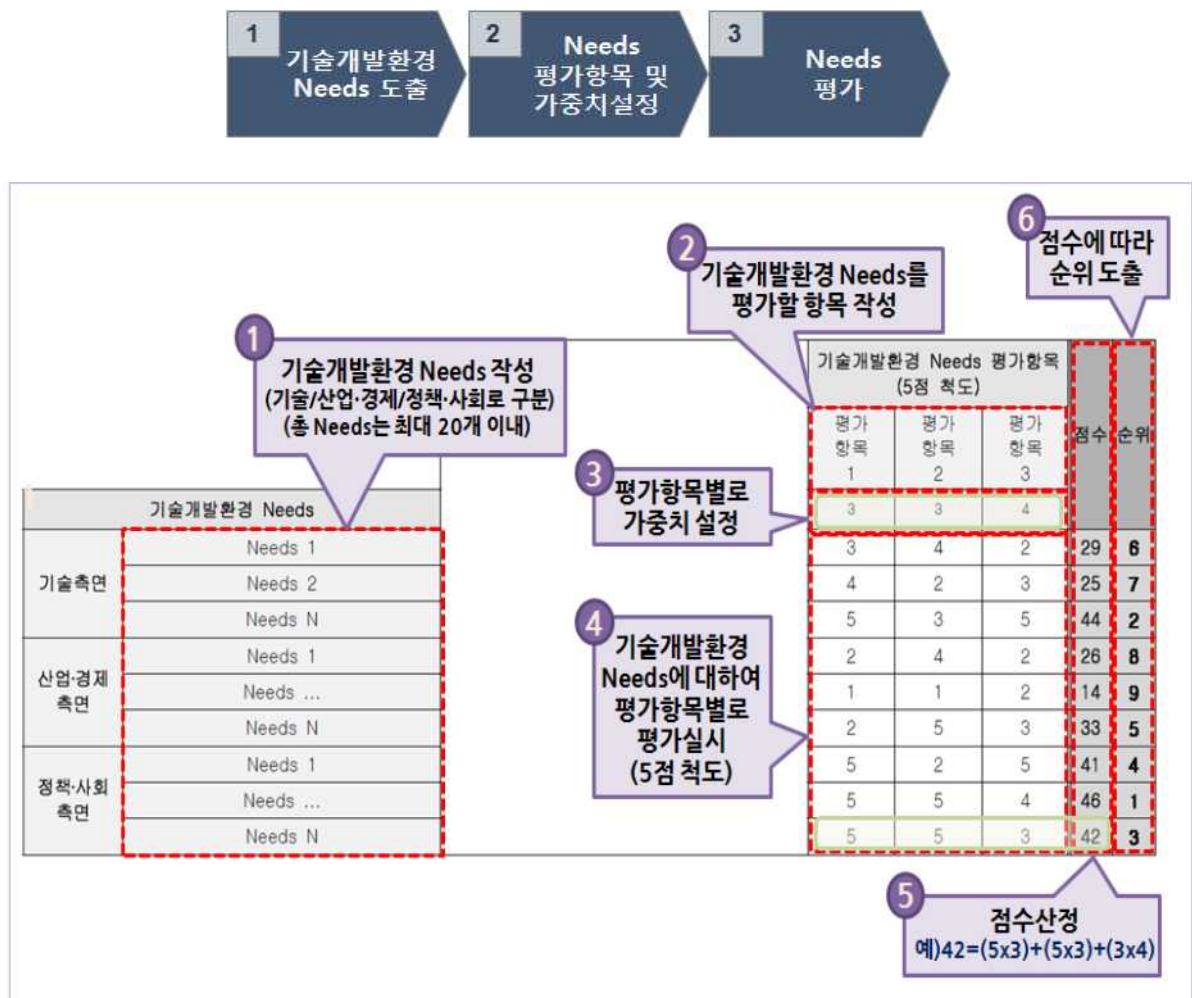 1
기술개발환경
Needs 도출
2
Needs
평가항목 및
가중치설정
3
Needs
평가
6
점수에 따라
순위 도출
2
기술개발환경 Needs를
평가할 항목 작성
1
기술개발환경 Needs 작성
(기술/산업·경제/정책·사회로 구분)
(총 Needs는 최대 20개 이내)
기술개발환경 Needs 평가항목
(5점 척도)
점수 순위
평가 평가 평가
항목 항목 항목
1 2 3
3
평가항목별로
가중치 설정
3 3 4
기술개발환경 Needs
기술측면
Needs 1 3 4 2 29 6
Needs 2 4 2 3 25 7
Needs N 5 3 5 44 2
4
기술개발환경
Needs에 대하여
평가항목별로
평가실시
(5점 척도)
산업·경제
측면
Needs 1 2 4 2 26 8
Needs ... 1 1 2 14 9
Needs N 2 5 3 33 5
정책·사회
측면
Needs 1 5 2 5 41 4
Needs ... 5 5 4 46 1
Needs N 5 5 3 42 3
5
점수산정
예)42=(5x3)+(5x3)+(3x4)